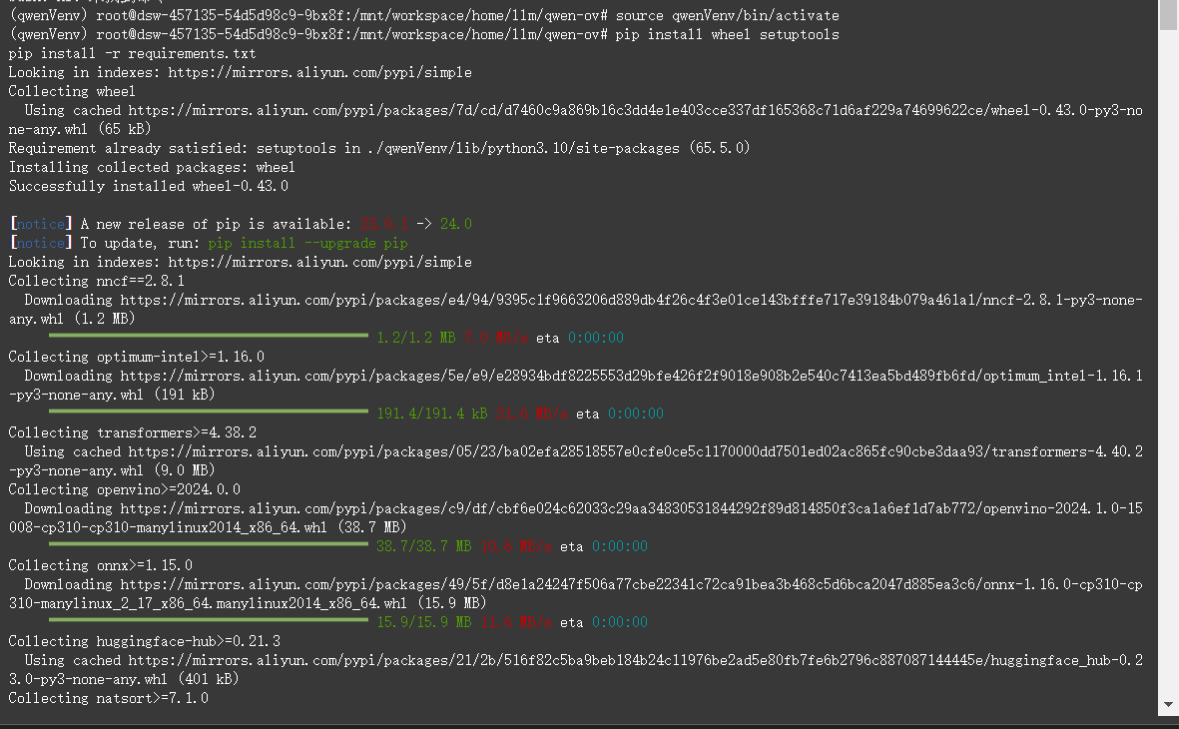 (qwenVenv) root@dsw-457135-54d5d98c9-9bx8f:/mnt/workspace/home/llm/qwen-ov# source qwenVenv/bin/activate
(qwenVenv) root@dsw-457135-54d5d98c9-9bx8f:/mnt/workspace/home/llm/qwen-ov# pip install wheel setuptools
pip install -r requirements.txt
Looking in indexes: https://mirrors.aliyun.com/pypi/simple
Collecting wheel
  Using cached https://mirrors.aliyun.com/pypi/packages/7d/cd/d7460c9a869b16c3dd4e1e403cce337df165368c71d6af229a74699622ce/wheel-0.43.0-py3-no
ne-any.whl (65 kB)
Requirement already satisfied: setuptools in ./qwenVenv/lib/python3.10/site-packages (65.5.0)
Installing collected packages: wheel
Successfully installed wheel-0.43.0
[notice] A new release of pip is available: 23.0.1 -> 24.0
[notice] To update, run: pip install --upgrade pip
Looking in indexes: https://mirrors.aliyun.com/pypi/simple
Collecting nncf==2.8.1
  Downloading https://mirrors.aliyun.com/pypi/packages/e4/94/9395c1f9663206d889db4f26c4f3e01ce143bfffe717e39184b079a461a1/nncf-2.8.1-py3-none-
any.whl (1.2 MB)
1.2/1.2 MB MB/s eta 0:00:00
Collecting optimum-intel>=1.16.0
  Downloading https://mirrors.aliyun.com/pypi/packages/5e/e9/e28934bdf8225553d29bfe426f2f9018e908b2e540c7413ea5bd489fb6fd/optimum_intel-1.16.1
-py3-none-any.whl (191 kB)
191.4/191.4 kB MB/s eta 0:00:00
Collecting transformers>=4.38.2
  Using cached https://mirrors.aliyun.com/pypi/packages/05/23/ba02efa28518557e0cfe0ce5c1170000dd7501ed02ac865fc90cbe3daa93/transformers-4.40.2
-py3-none-any.whl (9.0 MB)
Collecting openvino>=2024.0.0
  Downloading https://mirrors.aliyun.com/pypi/packages/c9/df/cbf6e024c62033c29aa34830531844292f89d814850f3ca1a6ef1d7ab772/openvino-2024.1.0-15
008-cp310-cp310-manylinux2014_x86_64.whl (38.7 MB)
38.7/38.7 MB MB/s eta 0:00:00
Collecting onnx>=1.15.0
  Downloading https://mirrors.aliyun.com/pypi/packages/49/5f/d8e1a24247f506a77cbe22341c72ca91bea3b468c5d6bca2047d885ea3c6/onnx-1.16.0-cp310-cp
310-manylinux_2_17_x86_64.manylinux2014_x86_64.whl (15.9 MB)
15.9/15.9 MB MB/s eta 0:00:00
Collecting huggingface-hub>=0.21.3
  Using cached https://mirrors.aliyun.com/pypi/packages/21/2b/516f82c5ba9beb184b24c11976be2ad5e80fb7fe6b2796c887087144445e/huggingface_hub-0.2
3.0-py3-none-any.whl (401 kB)
Collecting natsort>=7.1.0